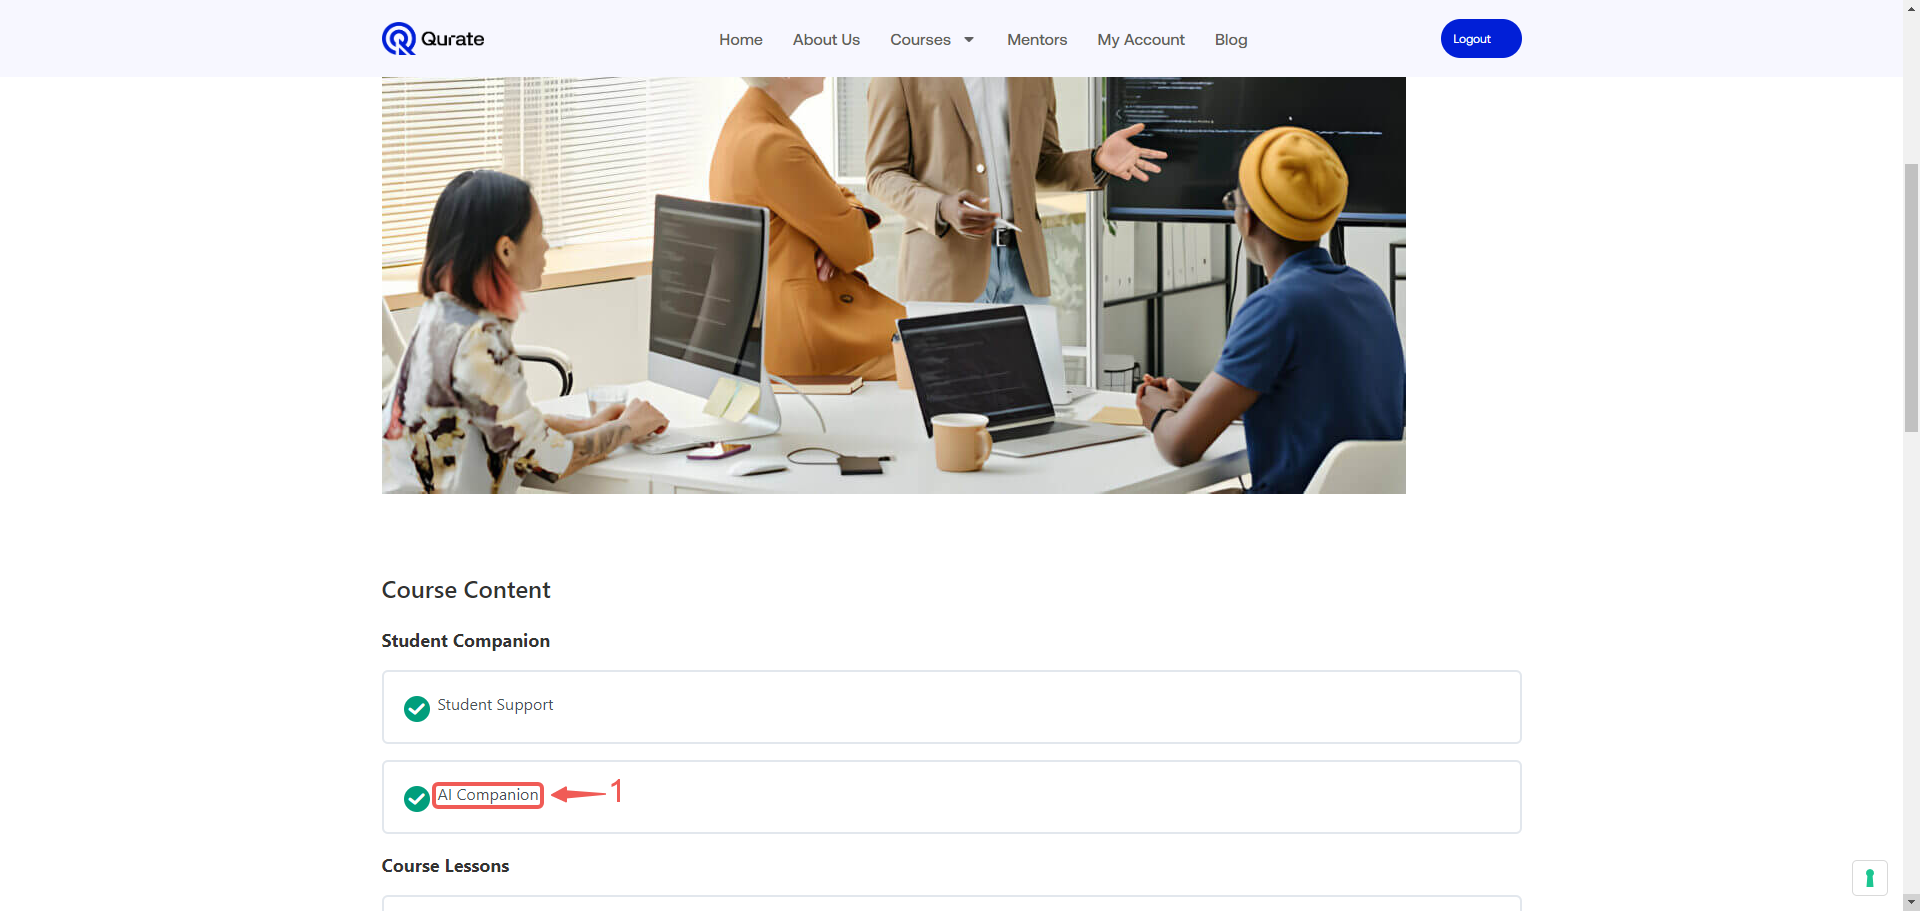 Qurate
Home About Us Courses Mentors My Account Blog
Logout
Course Content
Student Companion
Student Support
AI Companion 1
Course Lessons